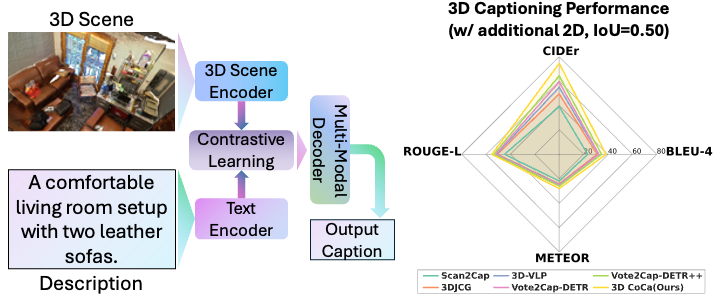 3D Scene
3D Scene
Encoder
Contrastive
Learning
Text
Encoder
Multi-Modal
Decoder
Output
Caption
A comfortable
living room setup
with two leather
sofas.
Description
3D Captioning Performance
(w/ additional 2D, IoU=0.50)
CIDEr
ROUGE-L
20 40 60 80
BLEU-4
METEOR
Scan2Cap
3D-VLP
Vote2Cap-DETR++
3DJCG
Vote2Cap-DETR
3D CoCa(Ours)